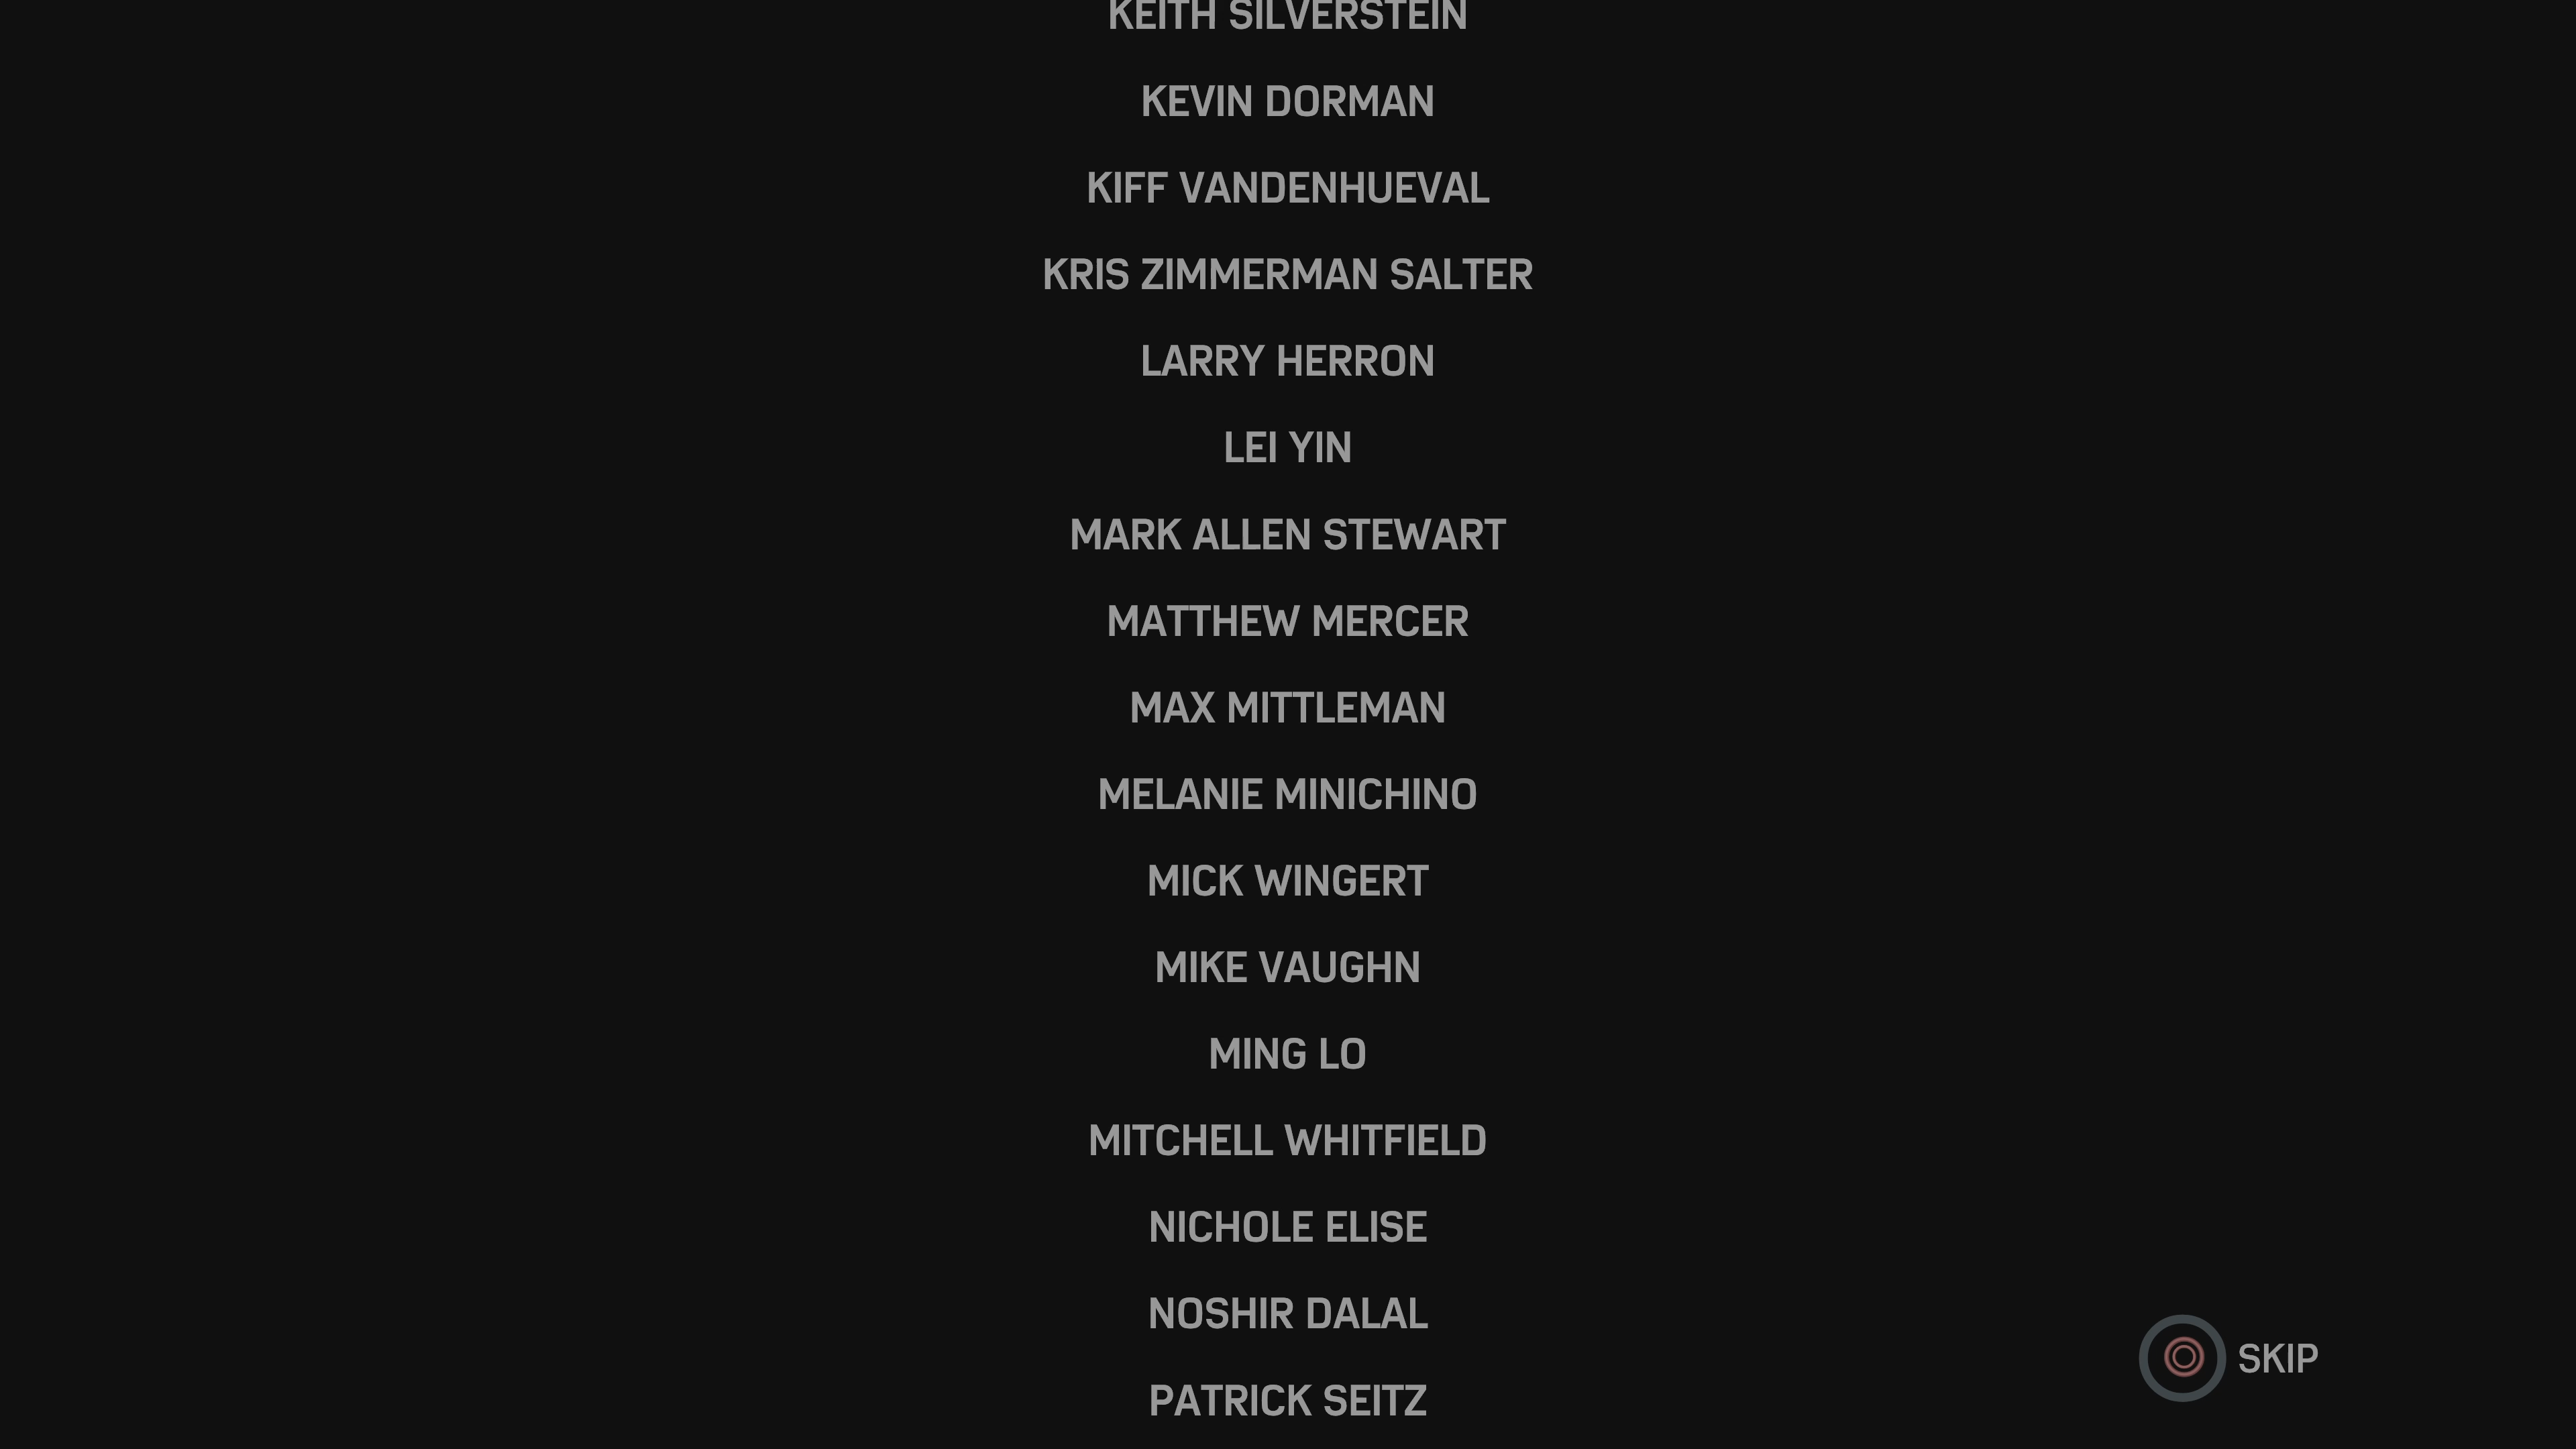 KEITH SILVERSTEIN
KEVIN DORMAN
KIFF VANDENHUEVAL
KRIS ZIMMERMAN SALTER
LARRY HERRON
LEI YIN
MARK ALLEN STEWART
MATTHEW MERCER
MAX MITTLEMAN
MELANIE MINICHINO
MICK WINGERT
MIKE VAUGHN
MING LO
MITCHELL WHITFIELD
NICHOLE ELISE
NOSHIR DALAL
SKIP
PATRICK SEITZ